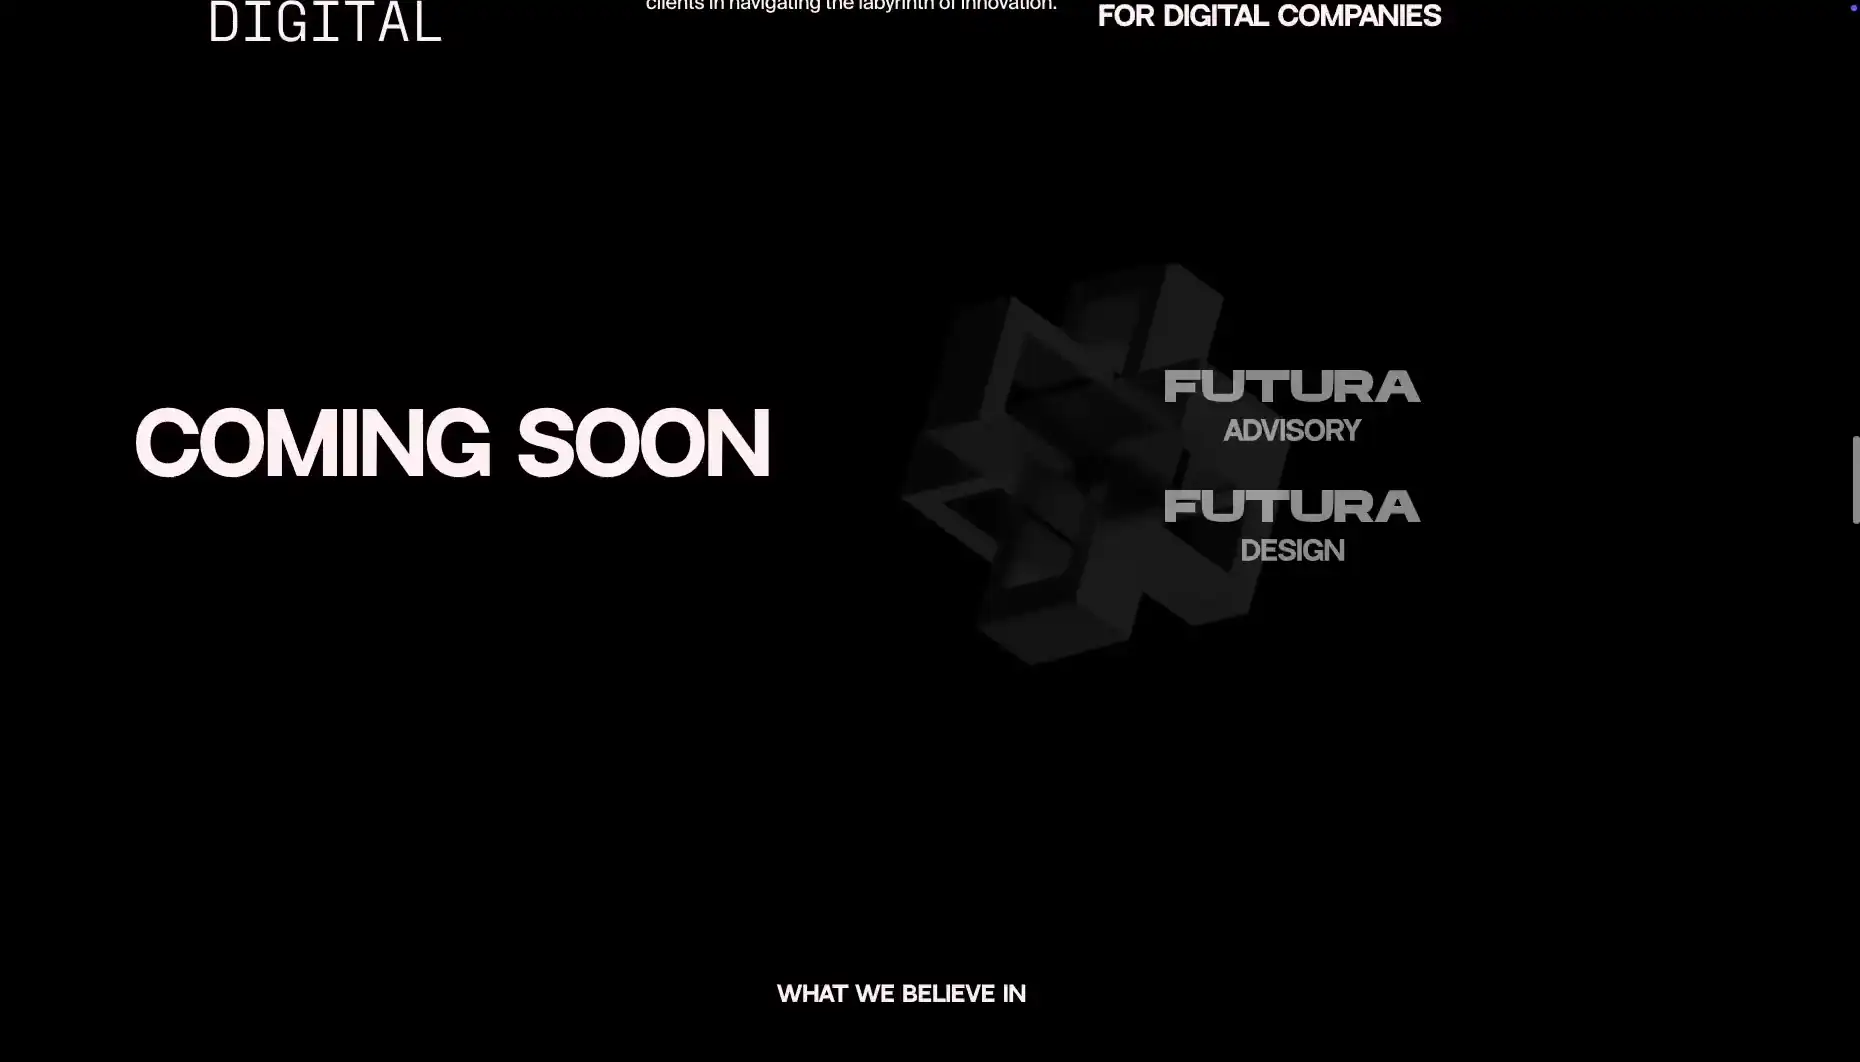 DIGITAL
clients in navigating the labyrinth of innovation.
FOR DIGITAL COMPANIES
COMING SOON
FUTURA
ADVISORY
FUTURA
DESIGN
WHAT WE BELIEVE IN